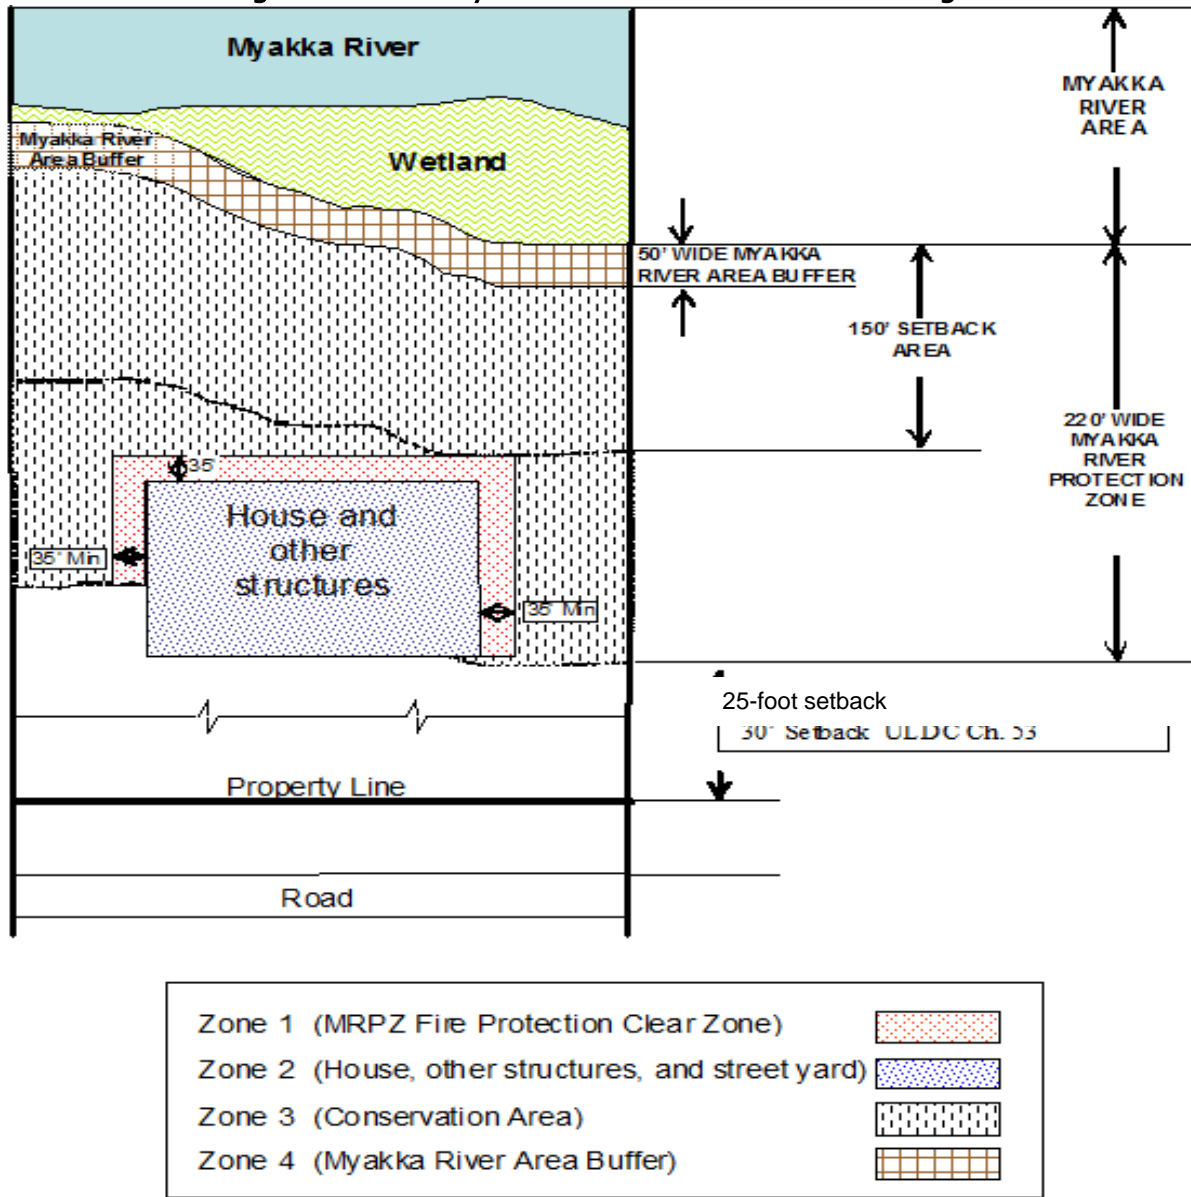 Myakka River
MYAKKA
RIVER
AREA
Myakka River
Area Buffer
Wetland
50' WIDE MYAKKA
RIVER AREA BUFFER
150' SETBACK
AREA
220' WIDE
MYAKKA
RIVER
PROTECTION
ZONE
35'
House and
other
structures
35' Min
35' Min
25-foot setback
30' Setback ULDC Ch. 53
Property Line
Road
Zone 1 (MRPZ Fire Protection Clear Zone)
Zone 2 (House, other structures, and street yard)
Zone 3 (Conservation Area)
Zone 4 (Myakka River Area Buffer)